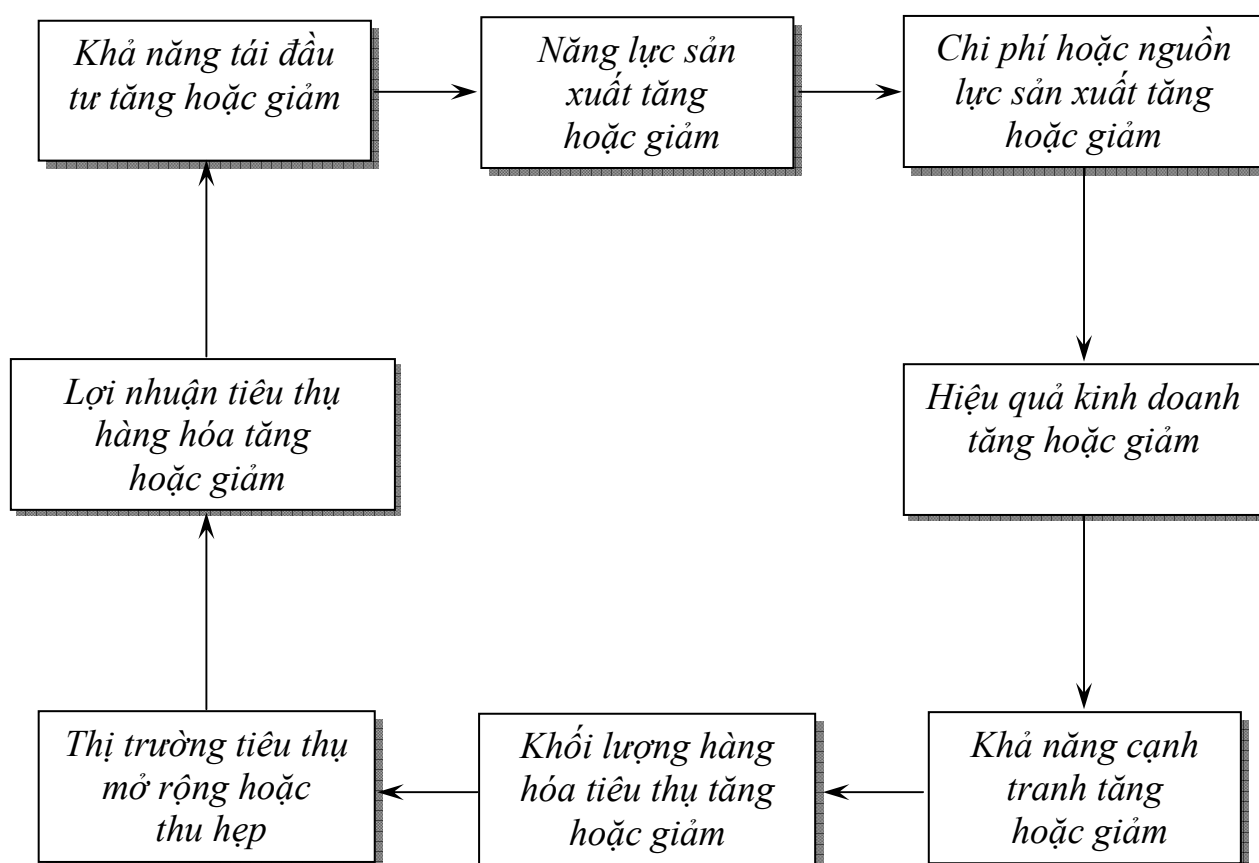 Khả năng tái đầu
tư tăng hoặc giảm
Năng lực sản
xuất tăng
hoặc giảm
Chi phí hoặc nguồn
lực sản xuất tăng
hoặc giảm
Lợi nhuận tiêu thụ
hàng hóa tăng
hoặc giảm
Hiệu quả kinh doanh
tăng hoặc giảm
Thị trường tiêu thụ
mở rộng hoặc
thu hẹp
Khối lượng hàng
hóa tiêu thụ tăng
hoặc giảm
Khả năng cạnh
tranh tăng
hoặc giảm